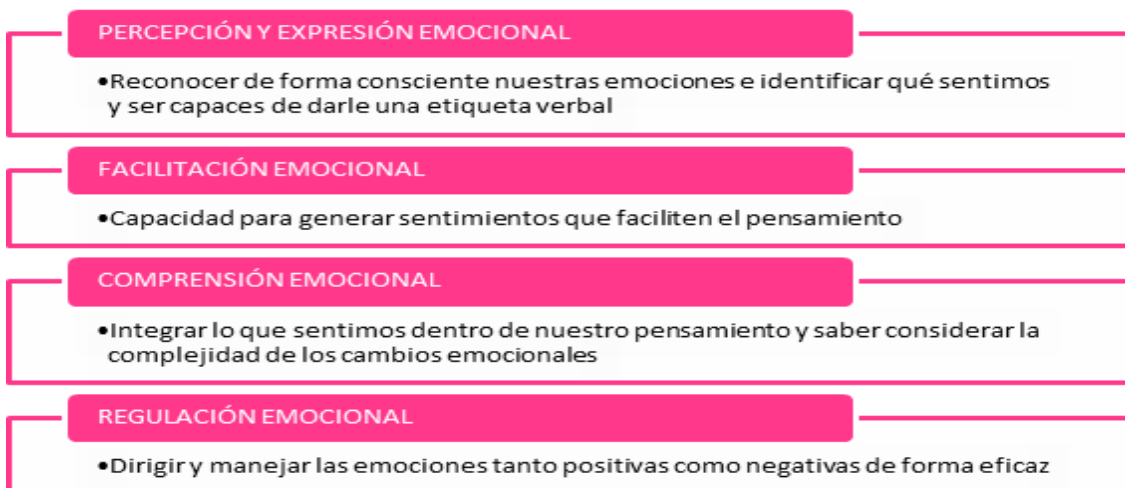 PERCEPCIÓN Y EXPRESIÓN EMOCIONAL
•Reconocer de forma consciente nuestras emociones e identificar qué sentimos
y ser capaces de darle una etiqueta verbal
FACILITACIÓN EMOCIONAL
•Capacidad para generar sentimientos que faciliten el pensamiento
COMPRENSIÓN EMOCIONAL
•Integrar lo que sentimos dentro de nuestro pensamiento y saber considerar la
complejidad de los cambios emocionales
REGULACIÓN EMOCIONAL
•Dirigir y manejar las emociones tanto positivas como negativas de forma eficaz